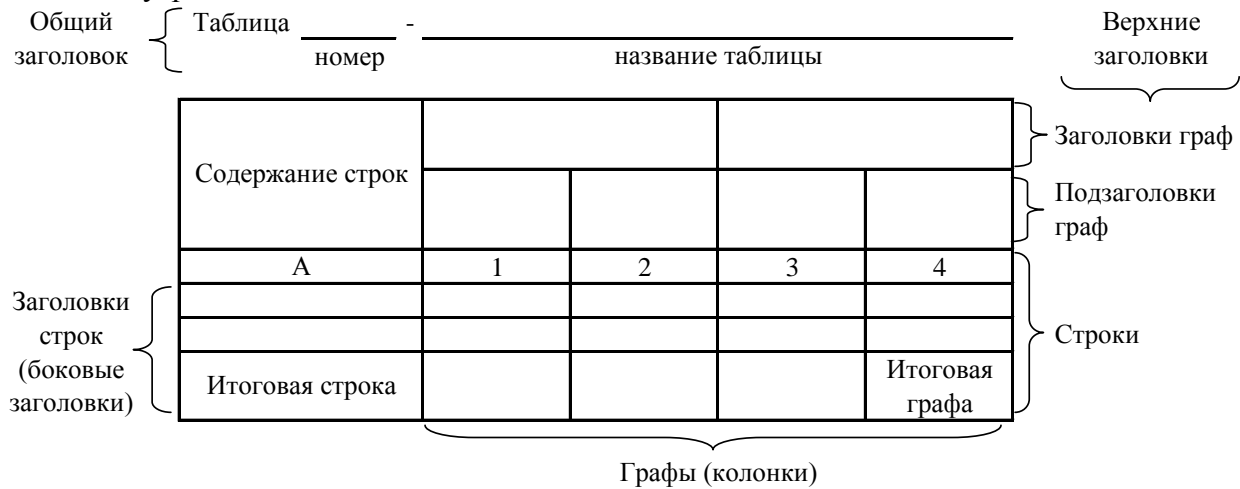 Общий
заголовок
Таблица -
номер
название таблицы
Верхние
заголовки
Заголовки граф
Содержание строк
Подзаголовки
граф
А 1 2 3 4
Заголовки
строк
(боковые
заголовки)
Строки
Итоговая строка
Итоговая
графа
Графы (колонки)